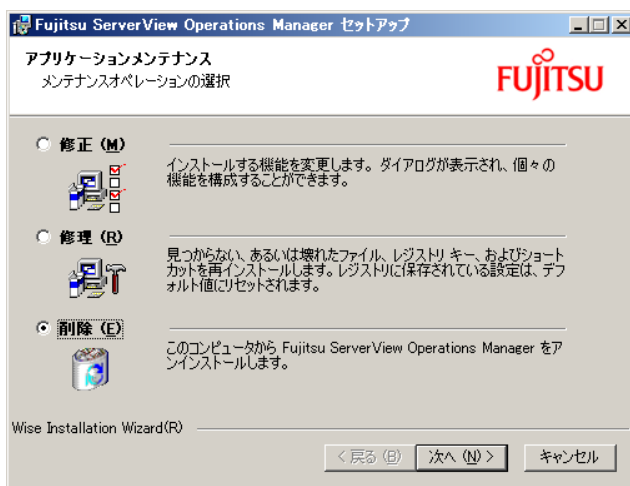 Fujitsu ServerView Operations Manager セットアップ
アプリケーションメンテナンス
メンテナンスオペレーションの選択
FUJITSU
修正 (M)
インストールする機能を変更します。ダイアログが表示され、個々の
機能を構成することができます。
修理 (R)
見つからない、あるいは壊れたファイル、レジストリ キー、およびショート
カットを再インストールします。レジストリに保存されている設定は、デフ
ォルト値にリセットされます。
削除 (E)
このコンピュータから Fujitsu ServerView Operations Manager をア
ンインストールします。
Wise Installation Wizard(R)
< 戻る (B)
次へ (N) >
キャンセル